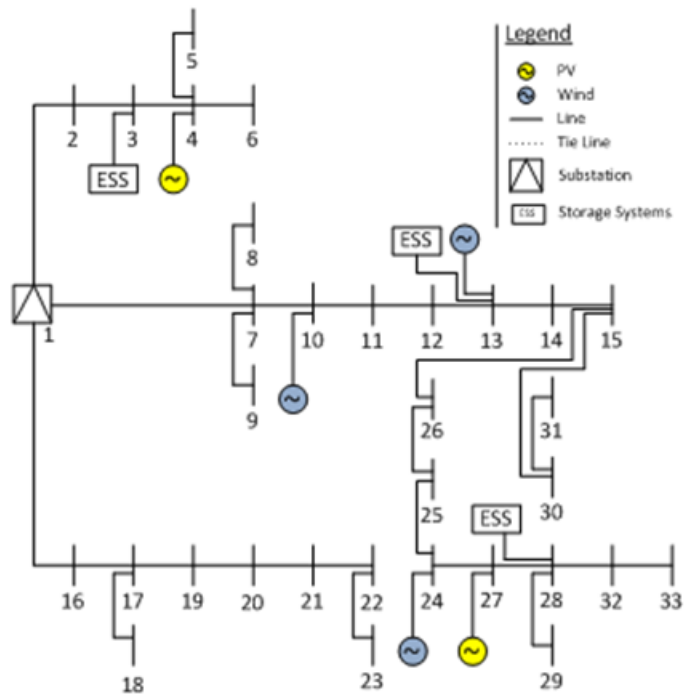 Legend
PV
Wind
Line
Tie Line
Substation
ESS Storage Systems
5
2 3 4 6
ESS
8
ESS
1
7 10 11 12 13 14 15
9
26 31
25 30
ESS
16 17 19 20 21 22 24 27 28 32 33
18 23 29